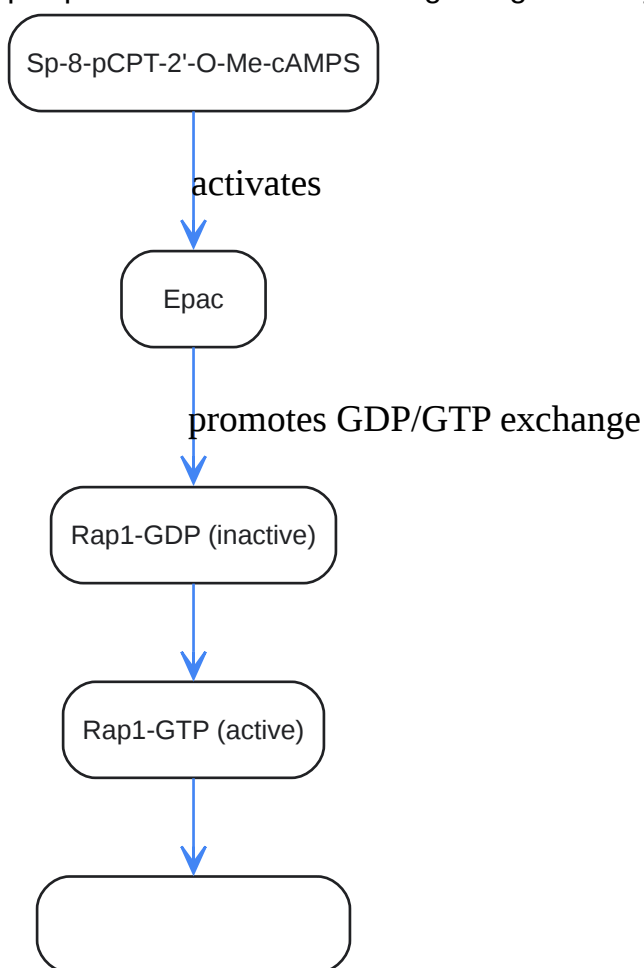 Sp-8-pCPT-2'-O-Me-cAMPS
activates
Epac
promotes GDP/GTP exchange
Rap1-GDP (inactive)
Rap1-GTP (active)